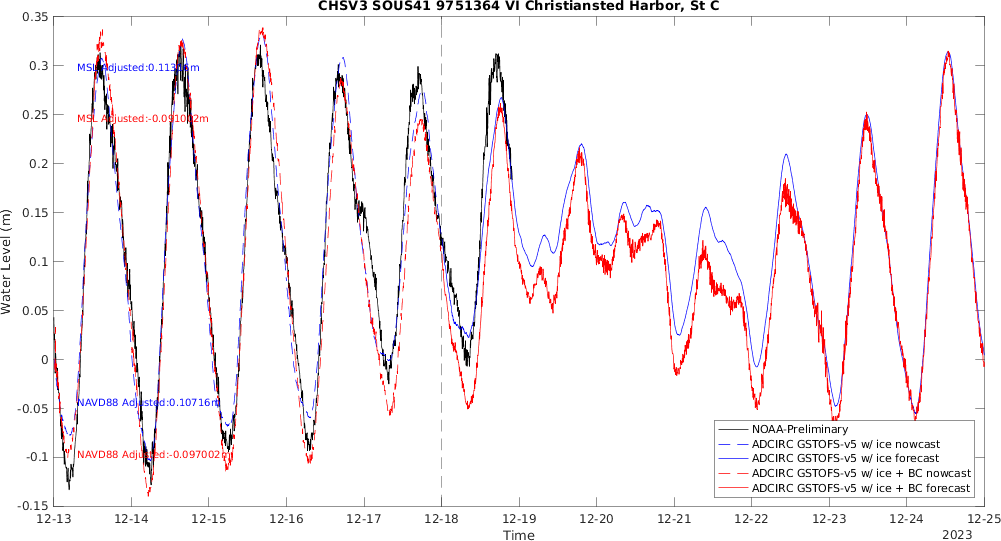 CHSV3 SOUS41 9751364 VI Christiansted Harbor, St C
0.35
0.3
0.25
0.2
0.15
0.1
0.05
0
-0.05
-0.1
-0.15
Water Level (m)
MSL Adjusted:
MSL Adjusted:
NAVD88 Adjusted:0.10716m
NAVD88 Adjusted:-0.097002
NOAA-Preliminary
ADCIRC GSTOFS-v5 w/ ice nowcast
ADCIRC GSTOFS-v5 w/ ice forecast
ADCIRC GSTOFS-v5 w/ ice + BC nowcast
ADCIRC GSTOFS-v5 w/ ice + BC forecast
12-13 12-14 12-15 12-16 12-17 12-18 12-19 12-20 12-21 12-22 12-23 12-24 12-25
Time
2023